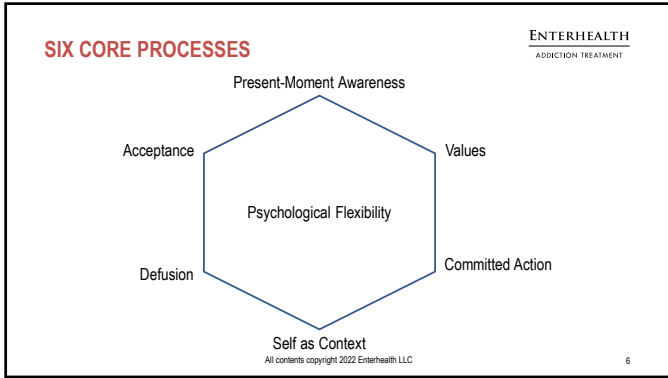 SIX CORE PROCESSES
ENTERHEALTH
ADDICTION TREATMENT
Present-Moment Awareness
Acceptance
Values
Psychological Flexibility
Defusion
Committed Action
Self as Context
All contents copyright 2022 Enterhealth LLC
6